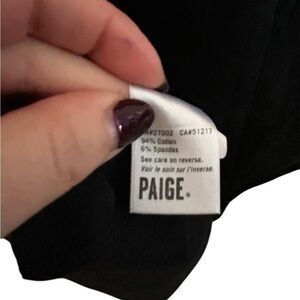 #27002 CA#51217
94% Cotton
6% Spandex
See care on reverse.
Voir le soin sur l'inverse.
PAIGE.